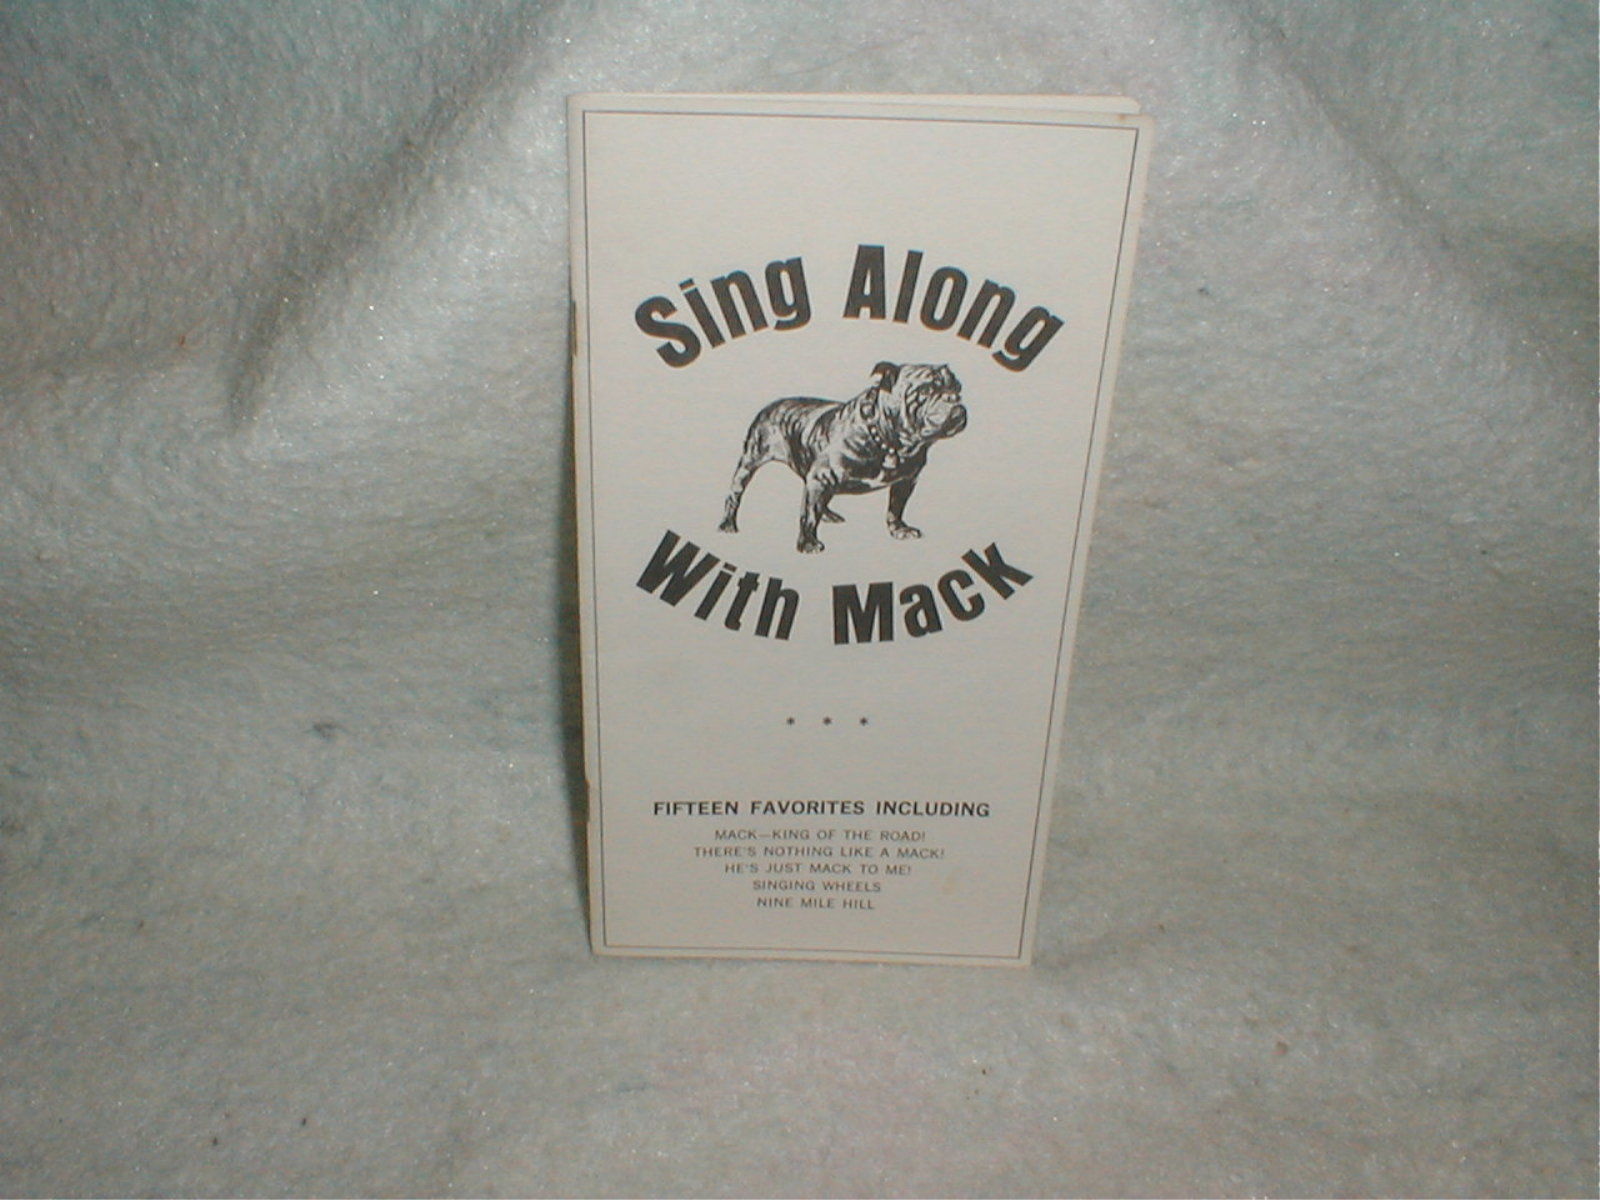 Sing Along
With Mack
* * *
FIFTEEN FAVORITES INCLUDING
MACK—KING OF THE ROAD!
THERE'S NOTHING LIKE A MACK!
HE'S JUST MACK TO ME!
SINGING WHEELS
NINE MILE HILL